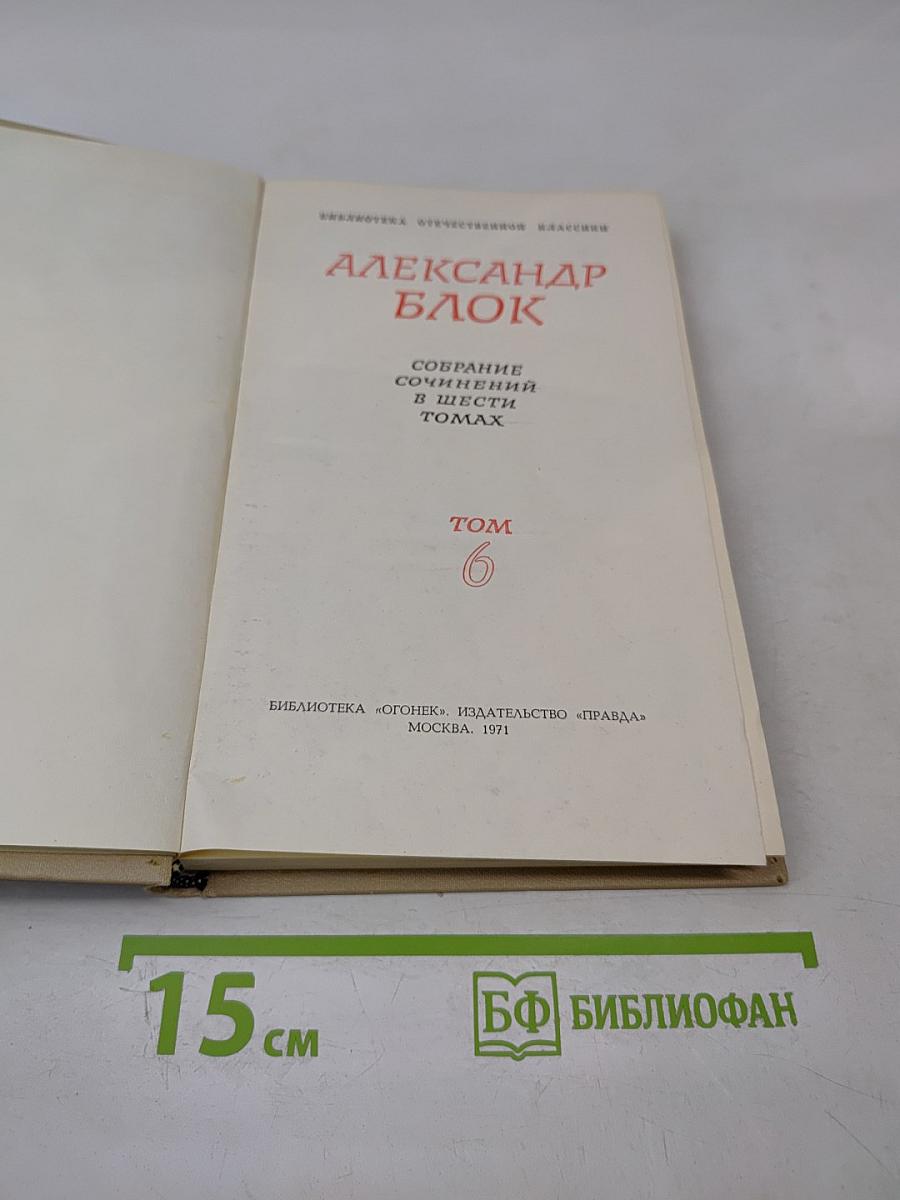 БИБЛИОТЕКА ОТЕЧЕСТВЕННОЙ КЛАССИКИ
АЛЕКСАНДР
БЛОК
СОБРАНИЕ
СОЧИНЕНИЙ
В ШЕСТИ
ТОМАХ
ТОМ
6
БИБЛИОТЕКА «ОГОНЕК». ИЗДАТЕЛЬСТВО «ПРАВДА»
МОСКВА. 1971
15 см
БФ БИБЛИОФАН